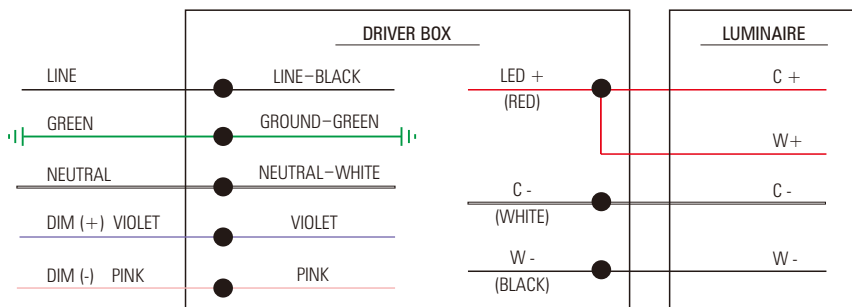 DRIVER BOX
LUMINAIRE
LINE
LINE–BLACK
LED +
(RED)
C +
GREEN
GROUND–GREEN
W+
NEUTRAL
NEUTRAL–WHITE
C -
(WHITE)
C -
DIM (+) VIOLET
VIOLET
W -
(BLACK)
W -
DIM (-) PINK
PINK